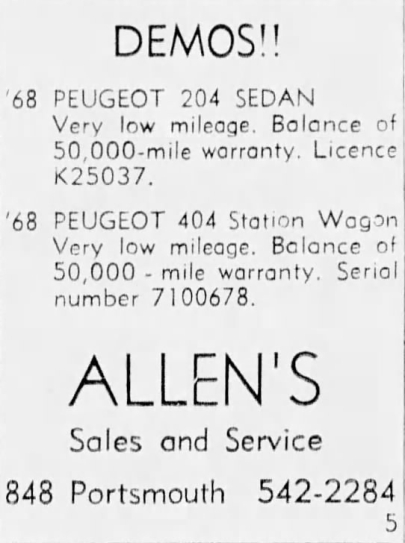 DEMOS!!
'68 PEUGEOT 204 SEDAN
Very low mileage. Balance of
50,000-mile warranty. Licence
K25037.
'68 PEUGEOT 404 Station Wagon
Very low mileage. Balance of
50,000 - mile warranty. Serial
number 7100678.
ALLEN'S
Sales and Service
848 Portsmouth 542-2284
5